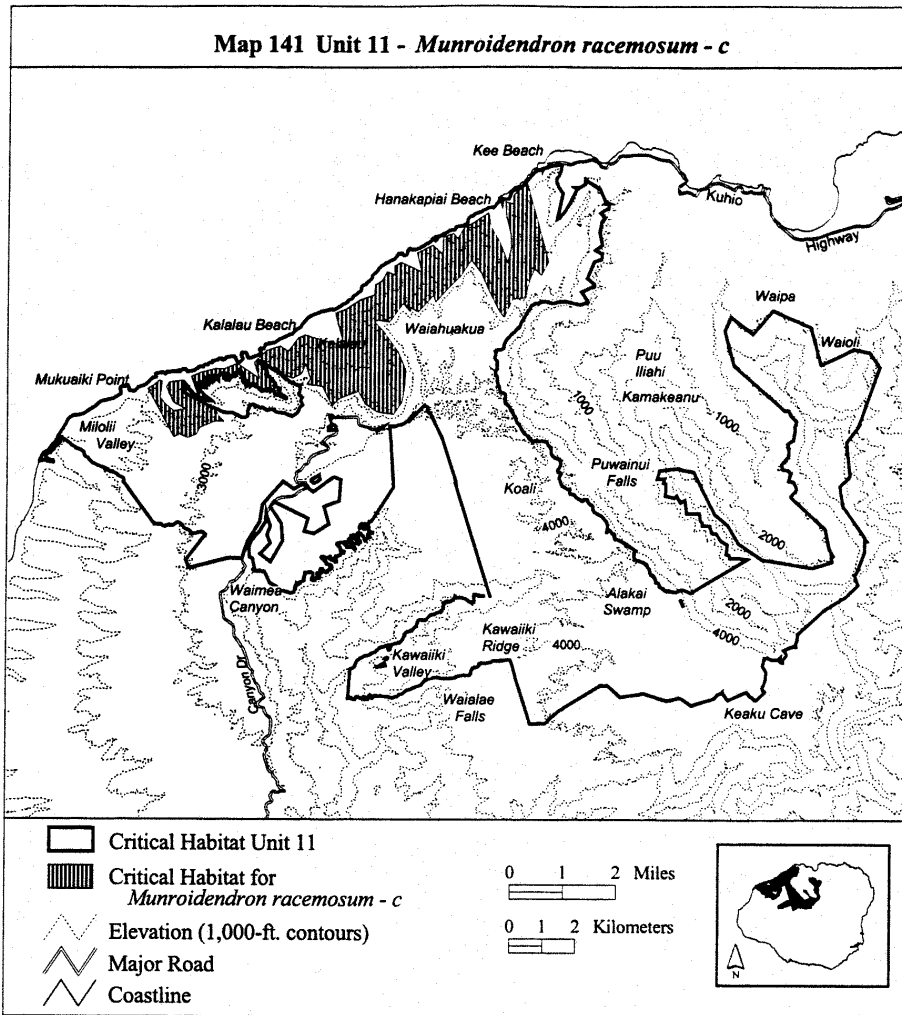 Map 141 Unit 11 - Munroidendron racemosum - c
Kee Beach
Hanakapiai Beach
Kuhio
Highway
Waipa
Kalalau Beach
Waiahuakua
Waioli
Kalalau
Puu
Iliahi
Mukuaiki Point
Kamakeanu
1000
1000
Milolii
Valley
3000
Puwainui
Falls
Koali
4000
2000
Waimea
Canyon
Alakai
Swamp
2000
4000
Kawaiiki
Ridge
4000
Kawaiiki
Valley
Canyon Dr
Waialae
Falls
Keaku Cave
Critical Habitat Unit 11
Critical Habitat for
Munroidendron racemosum - c
Elevation (1,000-ft. contours)
Major Road
Coastline
0 1 2 Miles
0 1 2 Kilometers
N